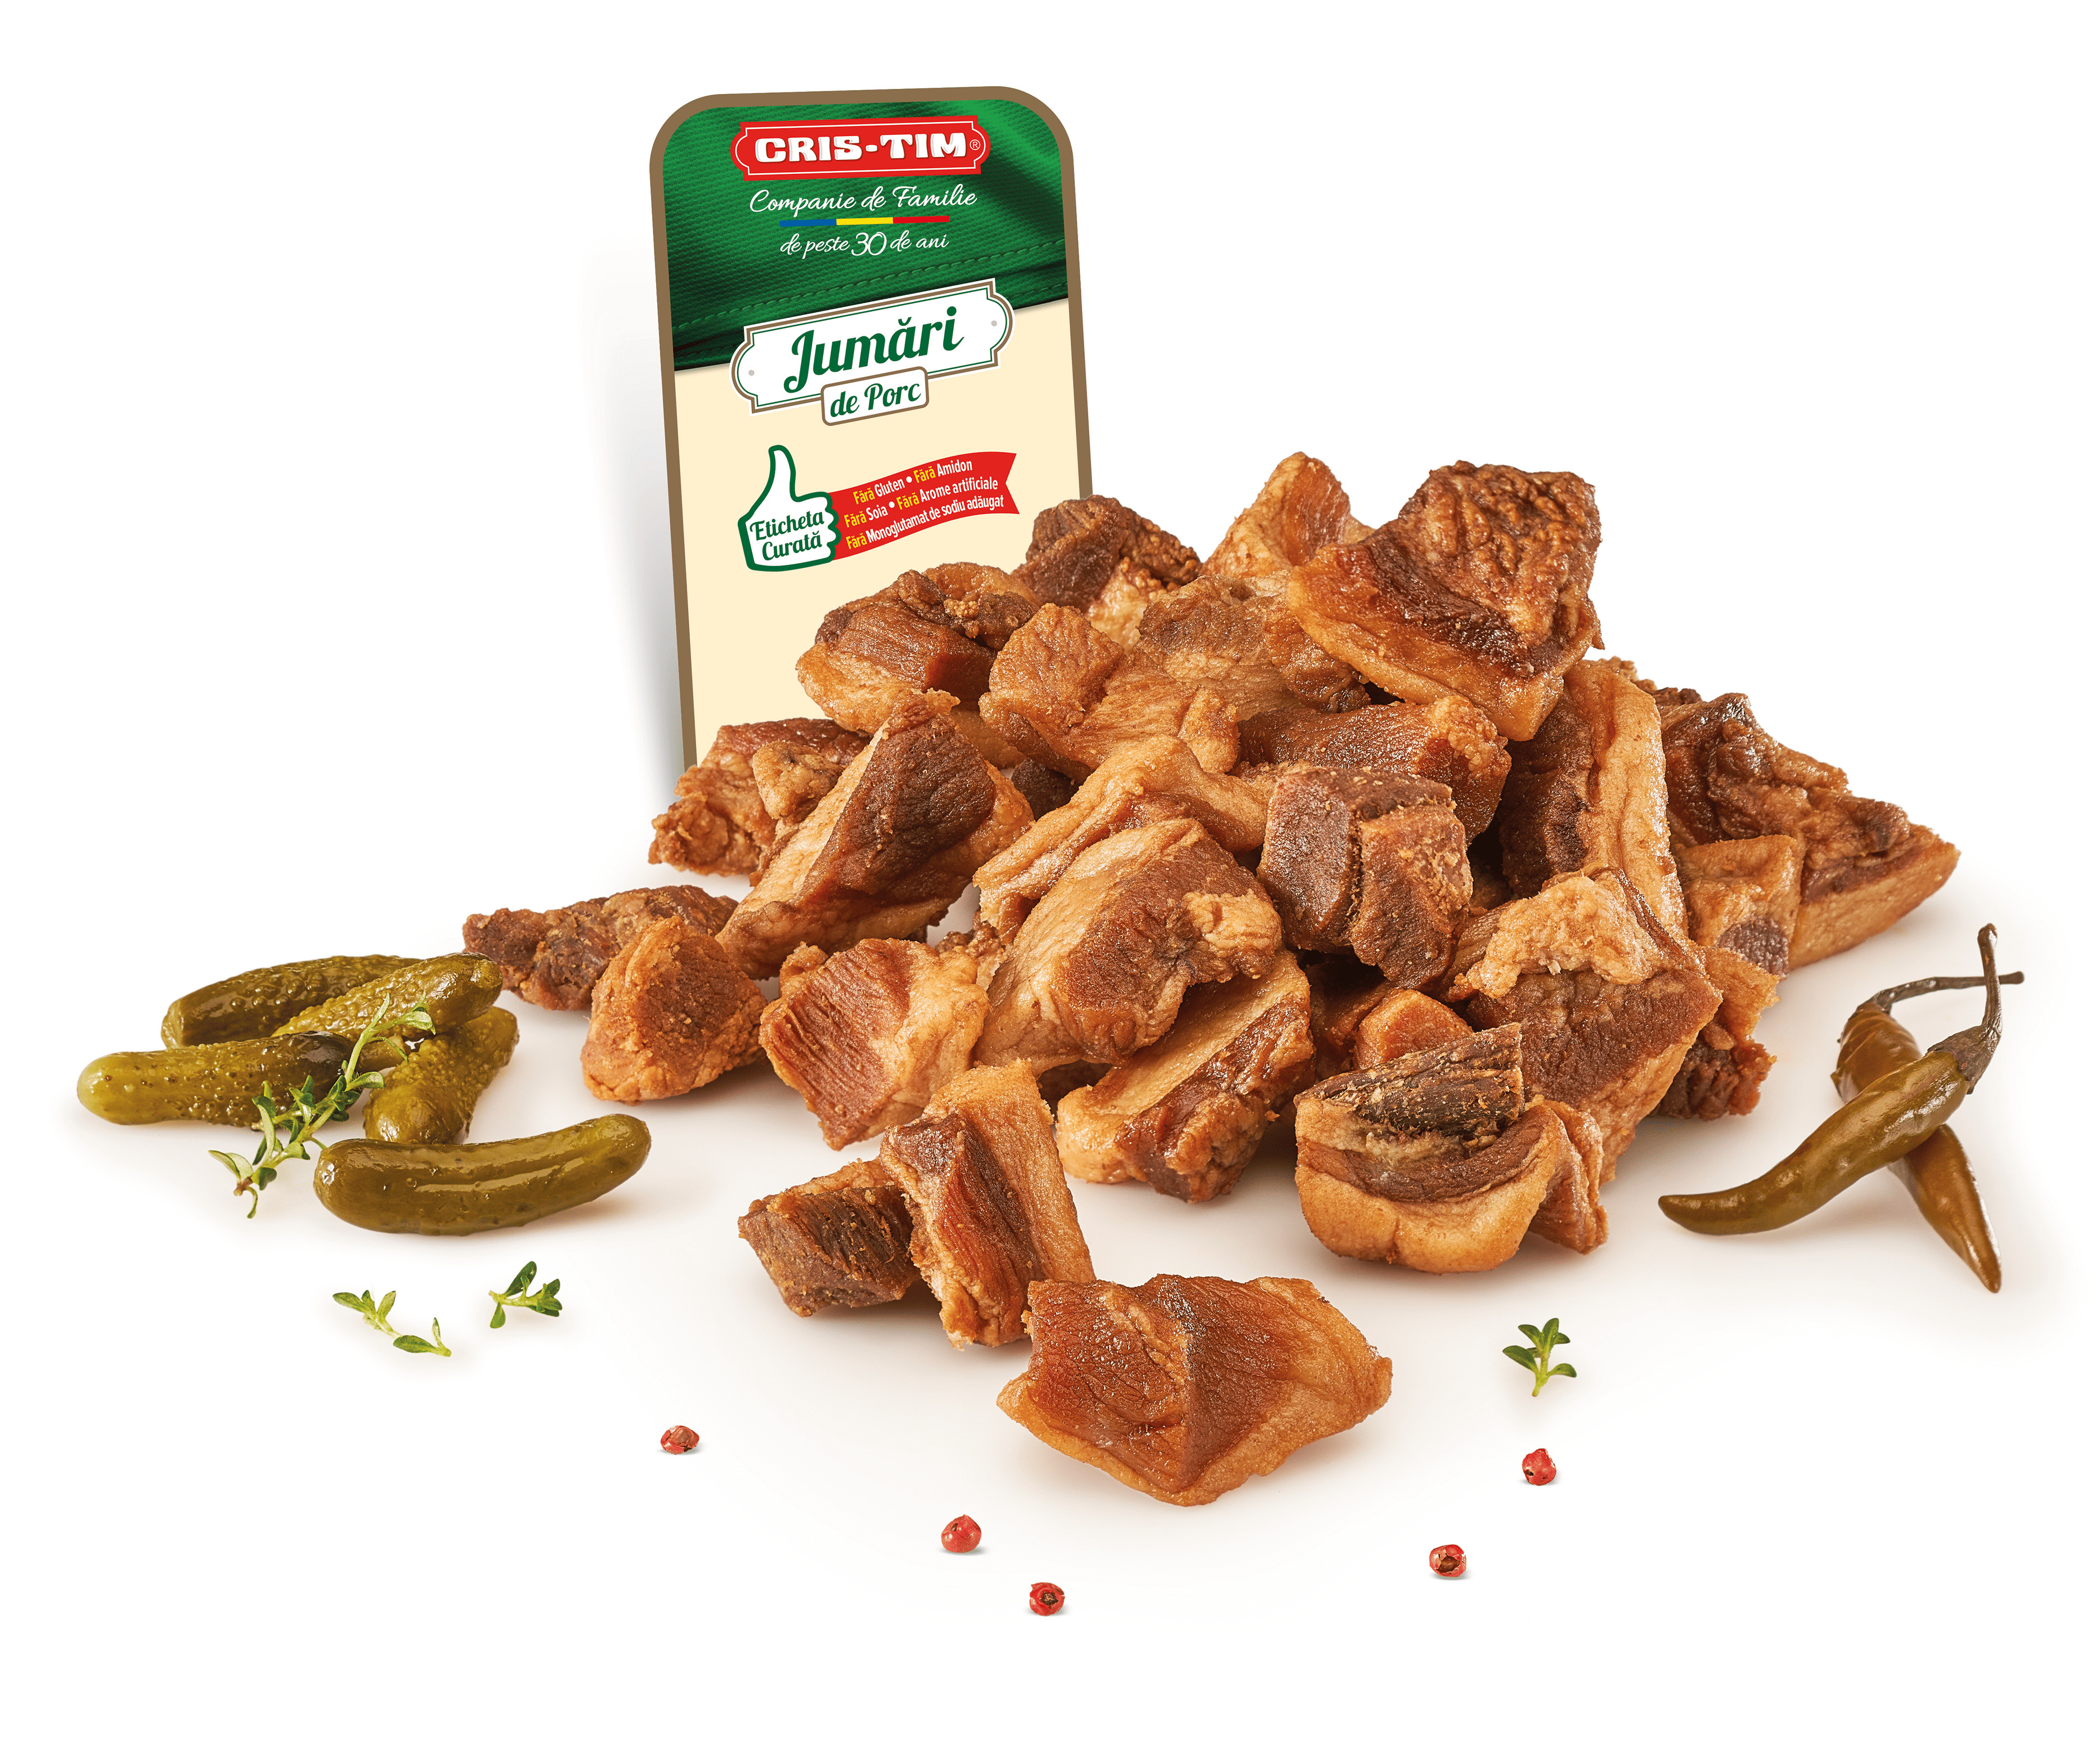 CRIS-TIM®
Companie de Familie
de peste 30 de ani
Jumări
de Porc
Eticheta
Curată
Fără Gluten • Fără Amidon
Fără Soia • Fără Arome artificiale
Fără Monoglutamat de sodiu adăugat